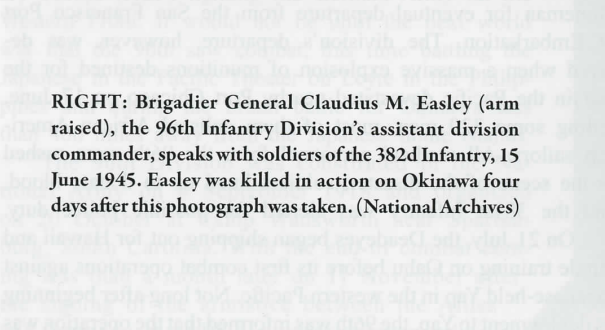 RIGHT: Brigadier General Claudius M. Easley (arm
raised), the 96th Infantry Division's assistant division
commander, speaks with soldiers of the 382d Infantry, 15
June 1945. Easley was killed in action on Okinawa four
days after this photograph was taken. (National Archives)